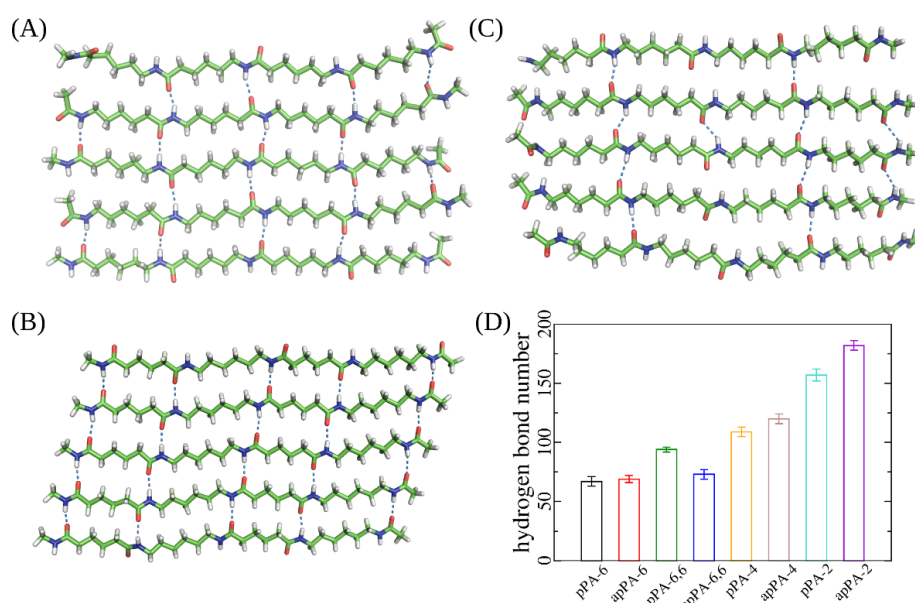 (A)
(C)
(B)
(D)
hydrogen bond number
200
150
100
50
0
pPA-6
apPA-6
pPA-6,6
apPA-6,6
pPA-4
apPA-4
pPA-2
apPA-2